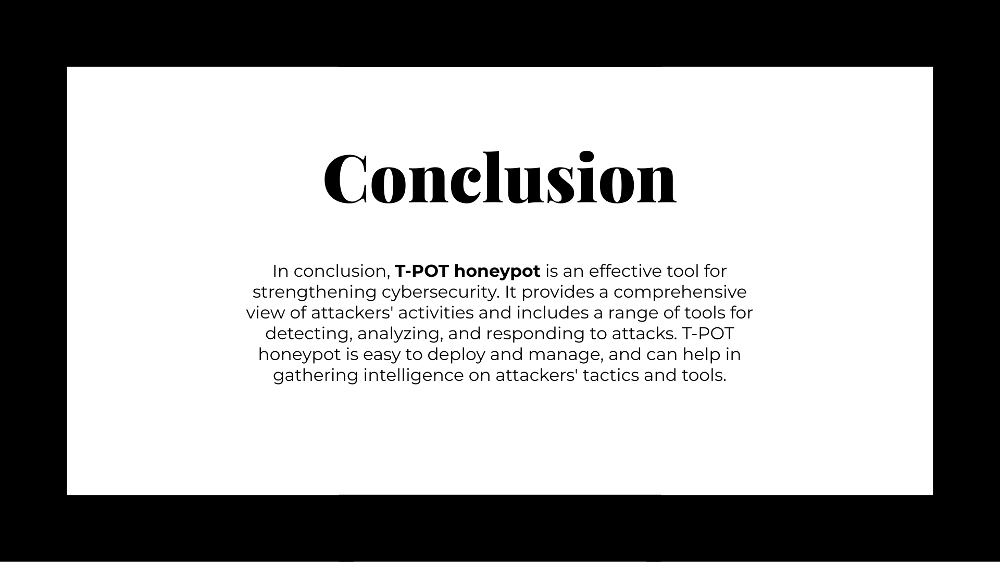 Conclusion
In conclusion, T-POT honeypot is an effective tool for
strengthening cybersecurity. It provides a comprehensive
view of attackers' activities and includes a range of tools for
detecting, analyzing, and responding to attacks. T-POT
honeypot is easy to deploy and manage, and can help in
gathering intelligence on attackers' tactics and tools.